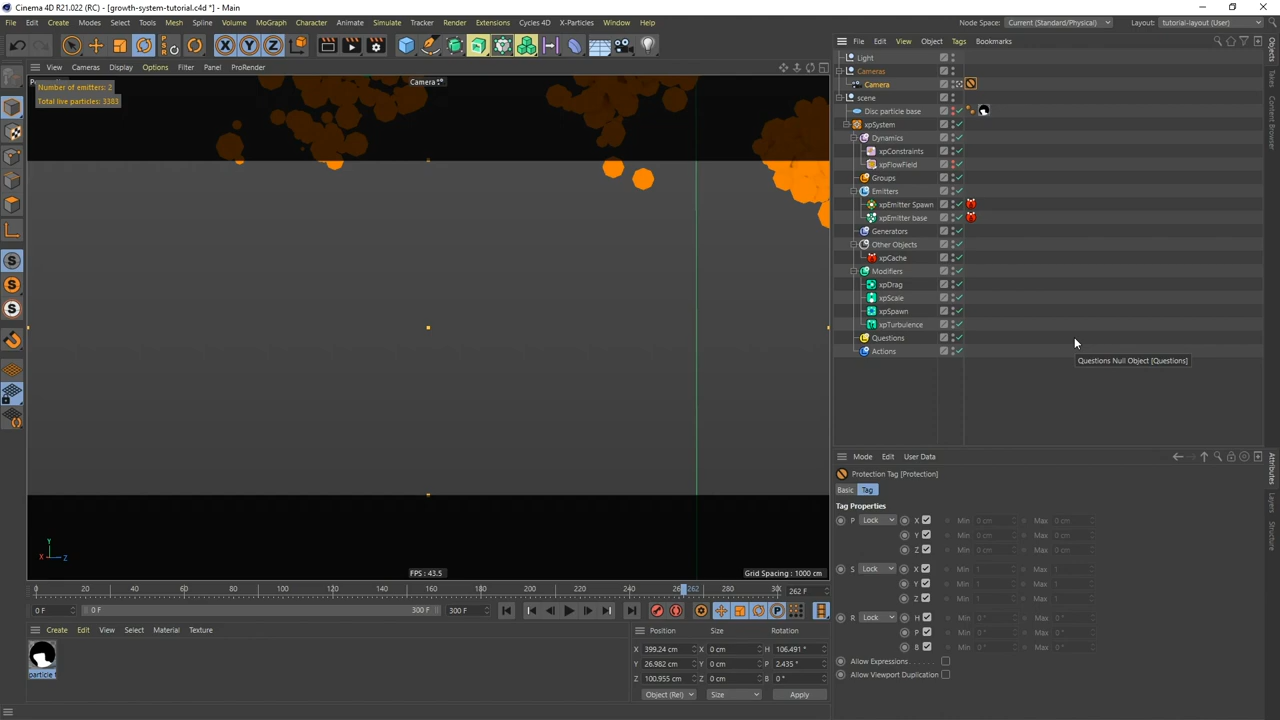 Cinema 4D R21.022 (RC) - [growth-system-tutorial.c4d *] - Main
File Edit Create Modes Select Tools Mesh Spline Volume MoGraph Character Animate Simulate Tracker Render Extensions Cycles 4D X-Particles Window Help
Node Space: Current (Standard/Physical) Layout: tutorial-layout (User)
X Y Z PSR
File Edit View Object Tags Bookmarks
View Cameras Display Options Filter Panel ProRender
Number of emitters: 2
Total live particles: 3383
Camera
Light
Cameras
Camera
scene
Disc particle base
xpSystem
Dynamics
xpConstraints
xpFlowField
Groups
Emitters
xpEmitter Spawn
xpEmitter base
Generators
Other Objects
xpCache
Modifiers
xpDrag
xpScale
xpSpawn
xpTurbulence
Questions
Actions
Questions Null Object [Questions]
Objects
Takes
Content Browser
Mode Edit User Data
Protection Tag [Protection]
Basic Tag
Tag Properties
P Lock X Min 0 cm Max 0 cm
Y Min 0 cm Max 0 cm
Z Min 0 cm Max 0 cm
S Lock X Min 1 Max 1
Y Min 1 Max 1
Z Min 1 Max 1
R Lock H Min 0 ° Max 0 °
P Min 0 ° Max 0 °
B Min 0 ° Max 0 °
Allow Expressions . . . . . .
Allow Viewport Duplication
Attributes
Layers
Structure
Y
X Z
FPS : 43.5
Grid Spacing : 1000 cm
0 20 40 60 80 100 120 140 160 180 200 220 240 262 280 262 F
0 F 0 F 300 F 300 F
Create Edit View Select Material Texture
Position Size Rotation
X 399.24 cm X 0 cm H 106.491 °
Y 26.982 cm Y 0 cm P 2.435 °
Z 100.955 cm Z 0 cm B 0 °
Object (Rel) Size Apply